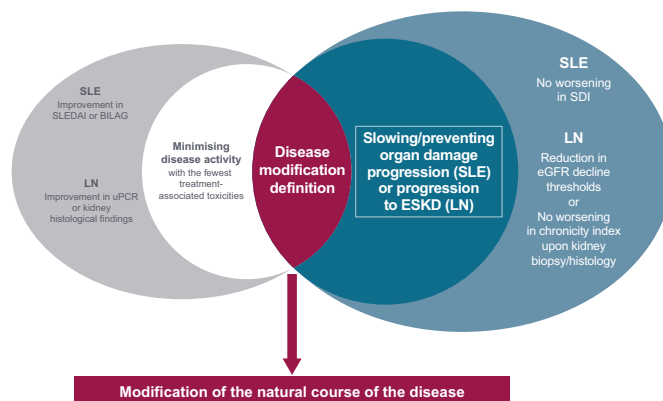 SLE
Improvement in
SLEDAI or BILAG
LN
Improvement in uPCR
or kidney
histological findings
Minimising
disease activity
with the fewest
treatment-
associated toxicities
Disease
modification
definition
Slowing/preventing
organ damage
progression (SLE)
or progression
to ESKD (LN)
SLE
No worsening
in SDI
LN
Reduction in
eGFR decline
thresholds
or
No worsening
in chronicity index
upon kidney
biopsy/histology
Modification of the natural course of the disease